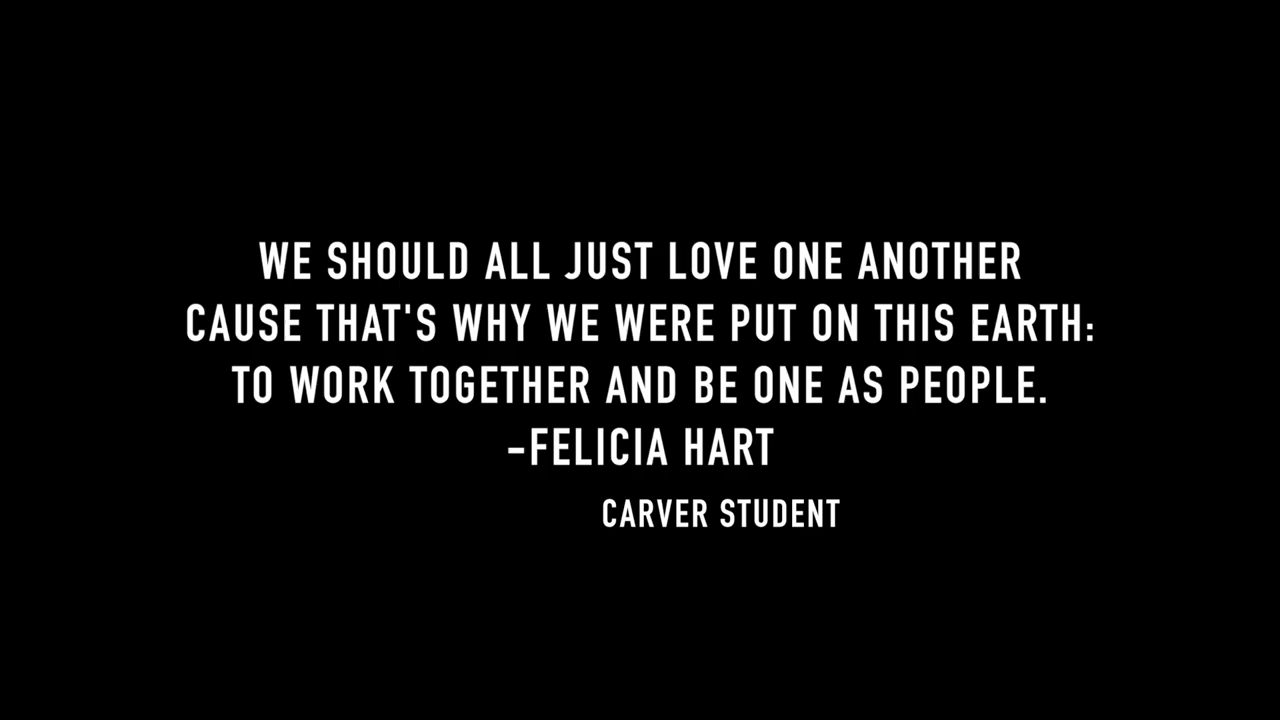 WE SHOULD ALL JUST LOVE ONE ANOTHER
CAUSE THAT'S WHY WE WERE PUT ON THIS EARTH:
TO WORK TOGETHER AND BE ONE AS PEOPLE.
-FELICIA HART
CARVER STUDENT